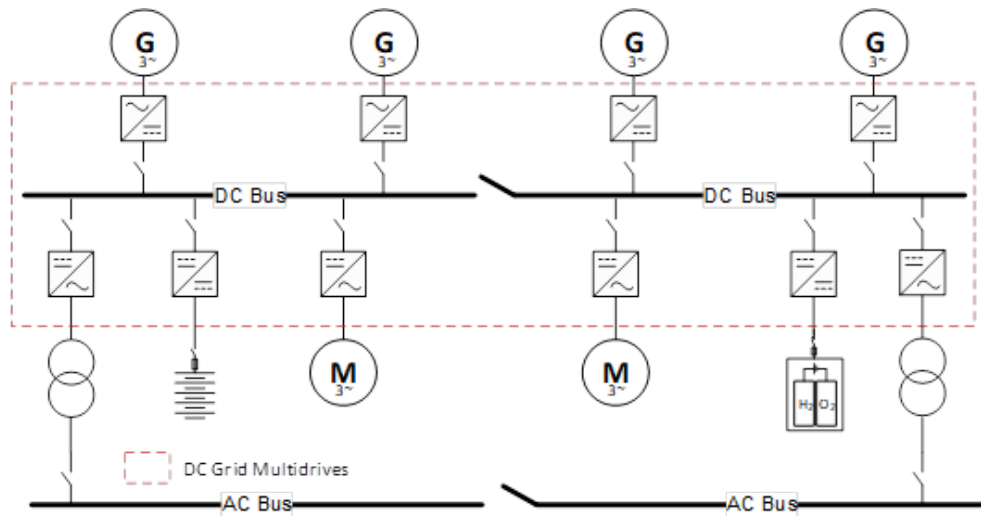 G
3~
G
3~
G
3~
G
3~
DC Bus
DC Bus
M
3~
M
3~
H2 O2
DC Grid Multidrives
AC Bus
AC Bus